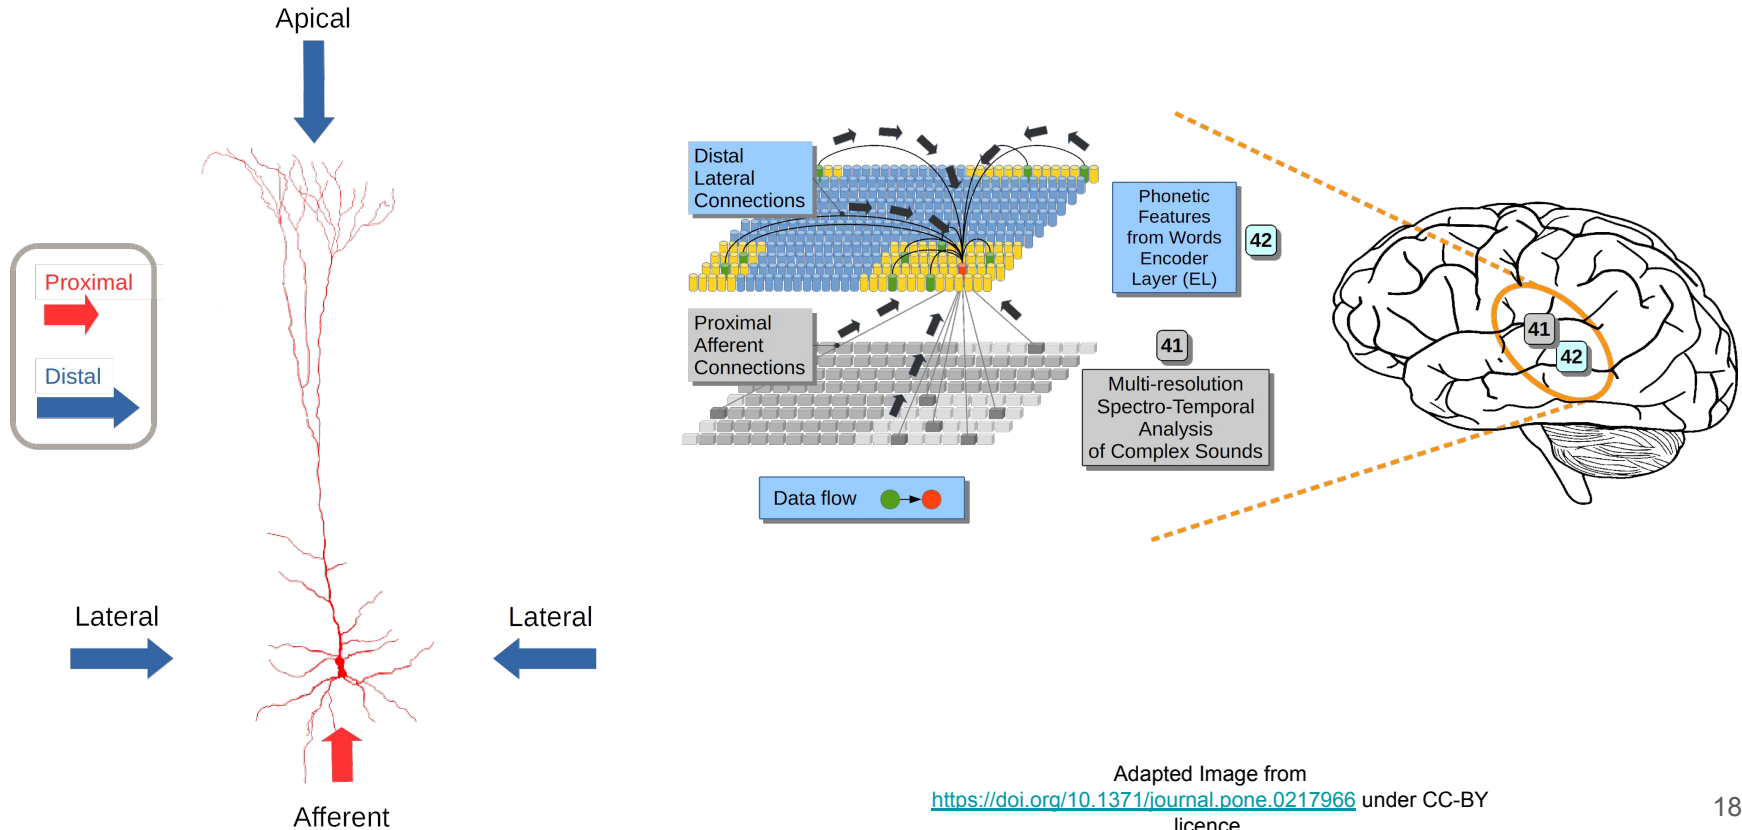 Apical
Proximal
Distal
Lateral
Lateral
Afferent
Distal
Lateral
Connections
Proximal
Afferent
Connections
Data flow
Phonetic
Features
from Words
Encoder
Layer (EL)
42
41
Multi-resolution
Spectro-Temporal
Analysis
of Complex Sounds
41
42
Adapted Image from
https://doi.org/10.1371/journal.pone.0217966 under CC-BY
licence
18